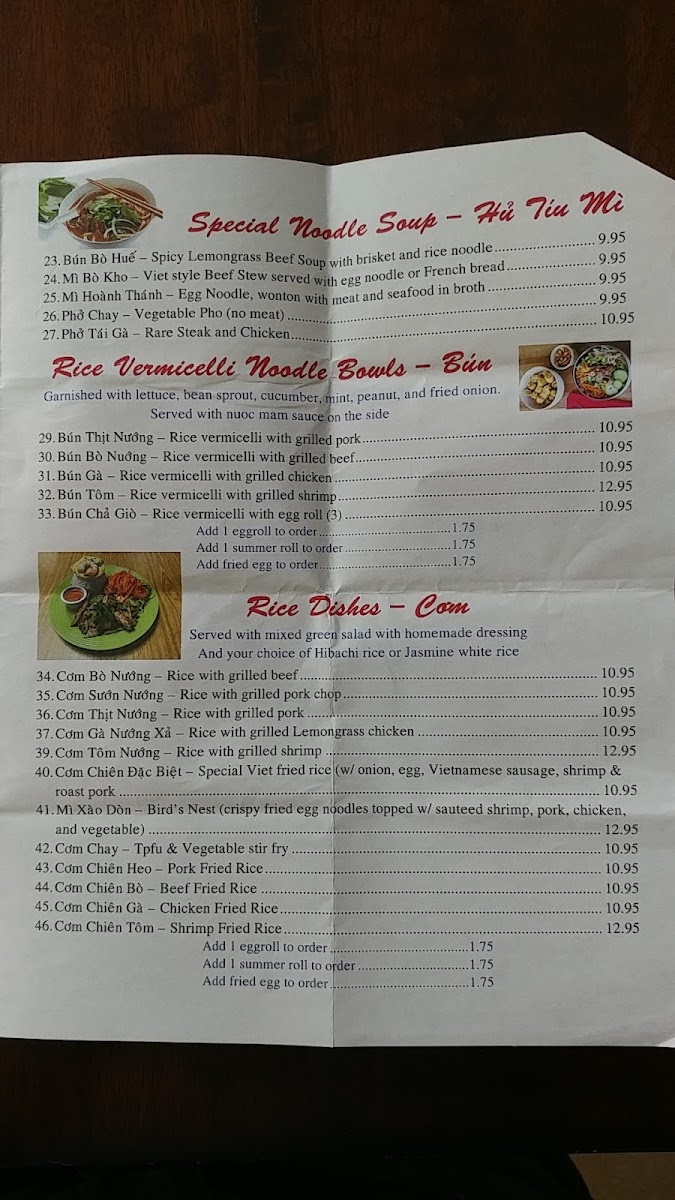 Special Noodle Soup – Hủ Tíu Mì
23. Bún Bò Huế – Spicy Lemongrass Beef Soup with brisket and rice noodle 9.95
24. Mì Bò Kho – Viet style Beef Stew served with egg noodle or French bread 9.95
25. Mì Hoành Thánh – Egg Noodle, wonton with meat and seafood in broth 9.95
26. Phở Chay – Vegetable Pho (no meat) 9.95
27. Phở Tái Gà – Rare Steak and Chicken 10.95
Rice Vermicelli Noodle Bowls – Bún
Garnished with lettuce, bean sprout, cucumber, mint, peanut, and fried onion.
Served with nuoc mam sauce on the side
29. Bún Thịt Nướng – Rice vermicelli with grilled pork 10.95
30. Bún Bò Nuớng – Rice vermicelli with grilled beef 10.95
31. Bún Gà – Rice vermicelli with grilled chicken 10.95
32. Bún Tôm – Rice vermicelli with grilled shrimp 12.95
33. Bún Chả Giò – Rice vermicelli with egg roll (3) 10.95
Add 1 eggroll to order 1.75
Add 1 summer roll to order 1.75
Add fried egg to order 1.75
Rice Dishes – Com
Served with mixed green salad with homemade dressing
And your choice of Hibachi rice or Jasmine white rice
34. Cơm Bò Nướng – Rice with grilled beef 10.95
35. Cơm Sướn Nướng – Rice with grilled pork chop 10.95
36. Cơm Thịt Nướng – Rice with grilled pork 10.95
37. Cơm Gà Nướng Xả – Rice with grilled Lemongrass chicken 10.95
39. Cơm Tôm Nướng – Rice with grilled shrimp 12.95
40. Cơm Chiên Đặc Biệt – Special Viet fried rice (w/ onion, egg, Vietnamese sausage, shrimp &
roast pork 10.95
41. Mì Xào Dòn – Bird's Nest (crispy fried egg noodles topped w/ sauteed shrimp, pork, chicken,
and vegetable) 12.95
42. Cơm Chay – Tpfu & Vegetable stir fry 10.95
43. Cơm Chiên Heo – Pork Fried Rice 10.95
44. Cơm Chiên Bò – Beef Fried Rice 10.95
45. Cơm Chiên Gà – Chicken Fried Rice 10.95
46. Cơm Chiên Tôm – Shrimp Fried Rice 12.95
Add 1 eggroll to order 1.75
Add 1 summer roll to order 1.75
Add fried egg to order 1.75